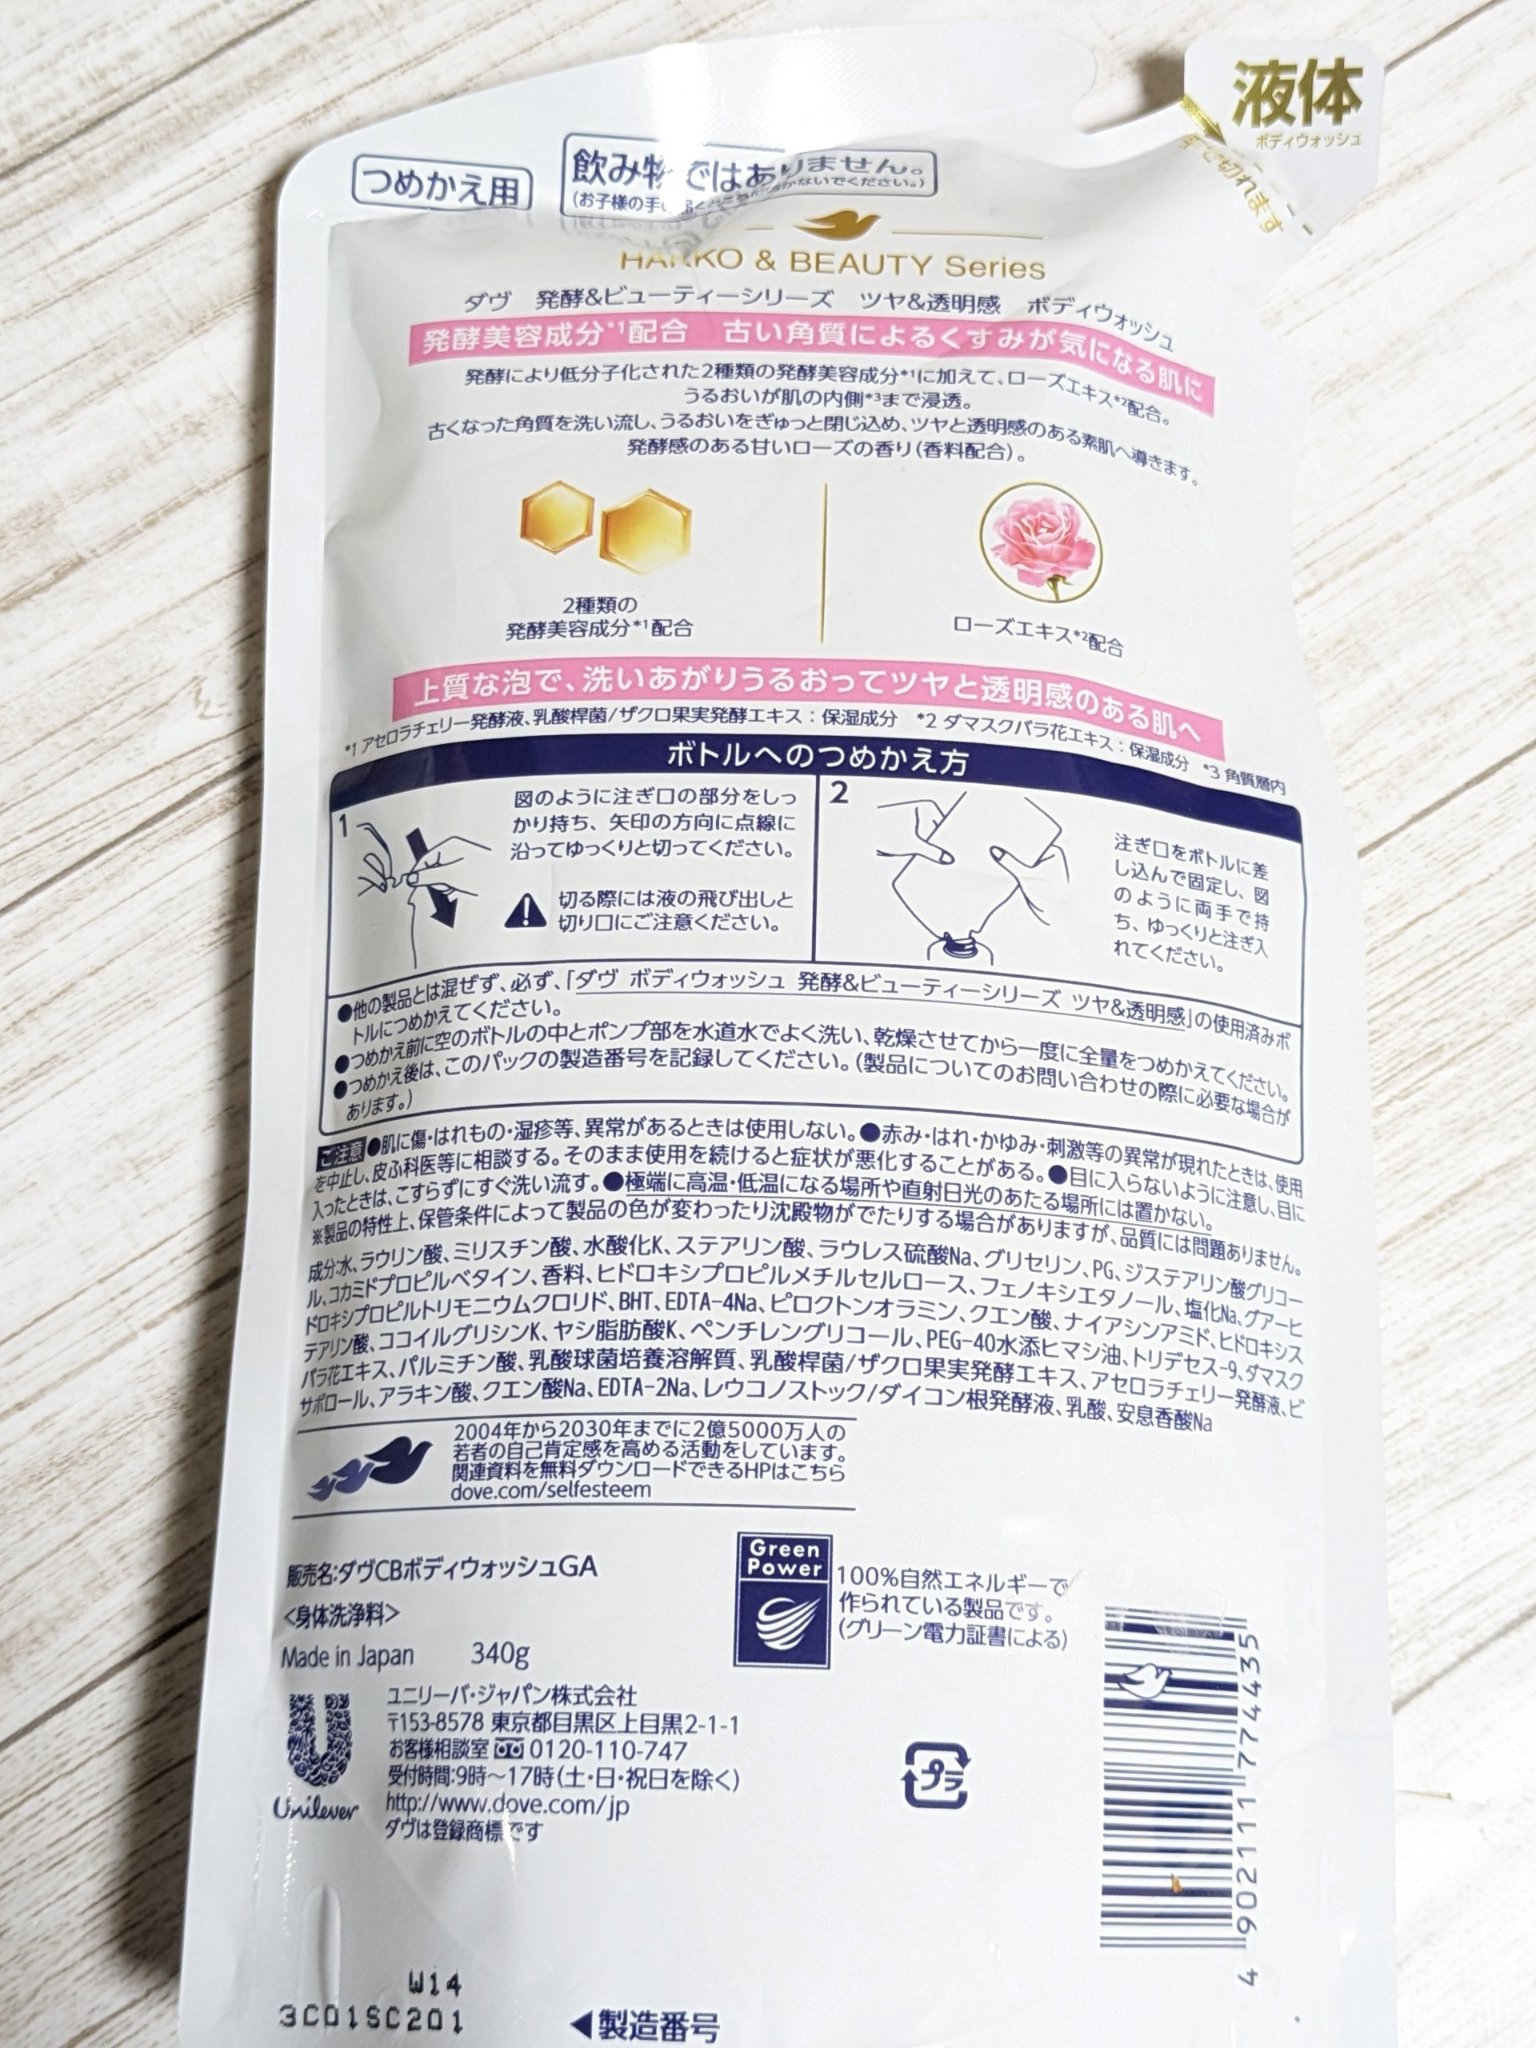 液体
ボディウォッシュ
で切れます
つめかえ用
飲み物ではありません。
(お子様の手の届くところに置かないでください。)
HAKKO & BEAUTY Series
ダヴ 発酵&ビューティーシリーズ ツヤ&透明感 ボディウォッシュ
発酵美容成分*1配合 古い角質によるくすみが気になる肌に
発酵により低分子化された2種類の発酵美容成分*1に加えて、ローズエキス*2配合。
うるおいが肌の内側*3まで浸透。
古くなった角質を洗い流し、うるおいをぎゅっと閉じ込め、ツヤと透明感のある素肌へ導きます。
発酵感のある甘いローズの香り(香料配合)。
2種類の
発酵美容成分*1配合
ローズエキス*2配合
上質な泡で、洗いあがりうるおってツヤと透明感のある肌へ
*1 アセロラチェリー発酵液、乳酸桿菌/ザクロ果実発酵エキス:保湿成分 *2 ダマスクバラ花エキス:保湿成分 *3 角質層内
ボトルへのつめかえ方
1
図のように注ぎ口の部分をしっ
かり持ち、矢印の方向に点線に
沿ってゆっくりと切ってください。
切る際には液の飛び出しと
切り口にご注意ください。
2
注ぎ口をボトルに差
し込んで固定し、図
のように両手で持
ち、ゆっくりと注ぎ入
れてください。
●他の製品とは混ぜず、必ず、「ダヴ ボディウォッシュ 発酵&ビューティーシリーズ ツヤ&透明感」の使用済みボ
トルにつめかえてください。
●つめかえ前に空のボトルの中とポンプ部を水道水でよく洗い、乾燥させてから一度に全量をつめかえてください。
●つめかえ後は、このパックの製造番号を記録してください。(製品についてのお問い合わせの際に必要な場合が
あります。)
ご注意 ●肌に傷・はれもの・湿疹等、異常があるときは使用しない。●赤み・はれ・かゆみ・刺激等の異常が現れたときは、使用
を中止し、皮ふ科医等に相談する。そのまま使用を続けると症状が悪化することがある。●目に入らないように注意し、目に
入ったときは、こすらずにすぐ洗い流す。●極端に高温・低温になる場所や直射日光のあたる場所には置かない。
※製品の特性上、保管条件によって製品の色が変わったり沈殿物がでたりする場合がありますが、品質には問題ありません。
成分:水、ラウリン酸、ミリスチン酸、水酸化K、ステアリン酸、ラウレス硫酸Na、グリセリン、PG、ジステアリン酸グリコー
ル、コカミドプロピルベタイン、香料、ヒドロキシプロピルメチルセルロース、フェノキシエタノール、塩化Na、グアーヒ
ドロキシプロピルトリモニウムクロリド、BHT、EDTA-4Na、ピロクトンオラミン、クエン酸、ナイアシンアミド、ヒドロキシス
テアリン酸、ココイルグリシンK、ヤシ脂肪酸K、ペンチレングリコール、PEG-40水添ヒマシ油、トリデセス-9、ダマスク
バラ花エキス、パルミチン酸、乳酸球菌培養溶解質、乳酸桿菌/ザクロ果実発酵エキス、アセロラチェリー発酵液、ビ
サボロール、アラキン酸、クエン酸Na、EDTA-2Na、レウコノストック/ダイコン根発酵液、乳酸、安息香酸Na
2004年から2030年までに2億5000万人の
若者の自己肯定感を高める活動をしています。
関連資料を無料ダウンロードできるHPはこちら
dove.com/selfesteem
販売名:ダヴCBボディウォッシュGA
<身体洗浄料>
Made in Japan 340g
Green
Power
100%自然エネルギーで
作られている製品です。
(グリーン電力証書による)
Unilever
ユニリーバ・ジャパン株式会社
〒153-8578 東京都目黒区上目黒2-1-1
お客様相談室 0120-110-747
受付時間:9時～17時(土・日・祝日を除く)
http://www.dove.com/jp
ダヴは登録商標です
プラ
4 902111 774435
W14
3C01SC201
◀製造番号